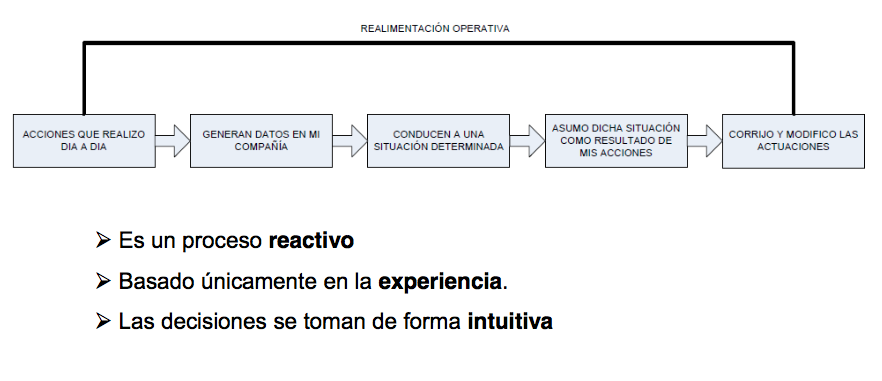 REALIMENTACIÓN OPERATIVA
ACCIONES QUE REALIZO
DIA A DIA
GENERAN DATOS EN MI
COMPAÑÍA
CONDUCEN A UNA
SITUACIÓN DETERMINADA
ASUMO DICHA SITUACIÓN
COMO RESULTADO DE
MIS ACCIONES
CORRIJO Y MODIFICO LAS
ACTUACIONES
➢ Es un proceso reactivo
➢ Basado únicamente en la experiencia.
➢ Las decisiones se toman de forma intuitiva